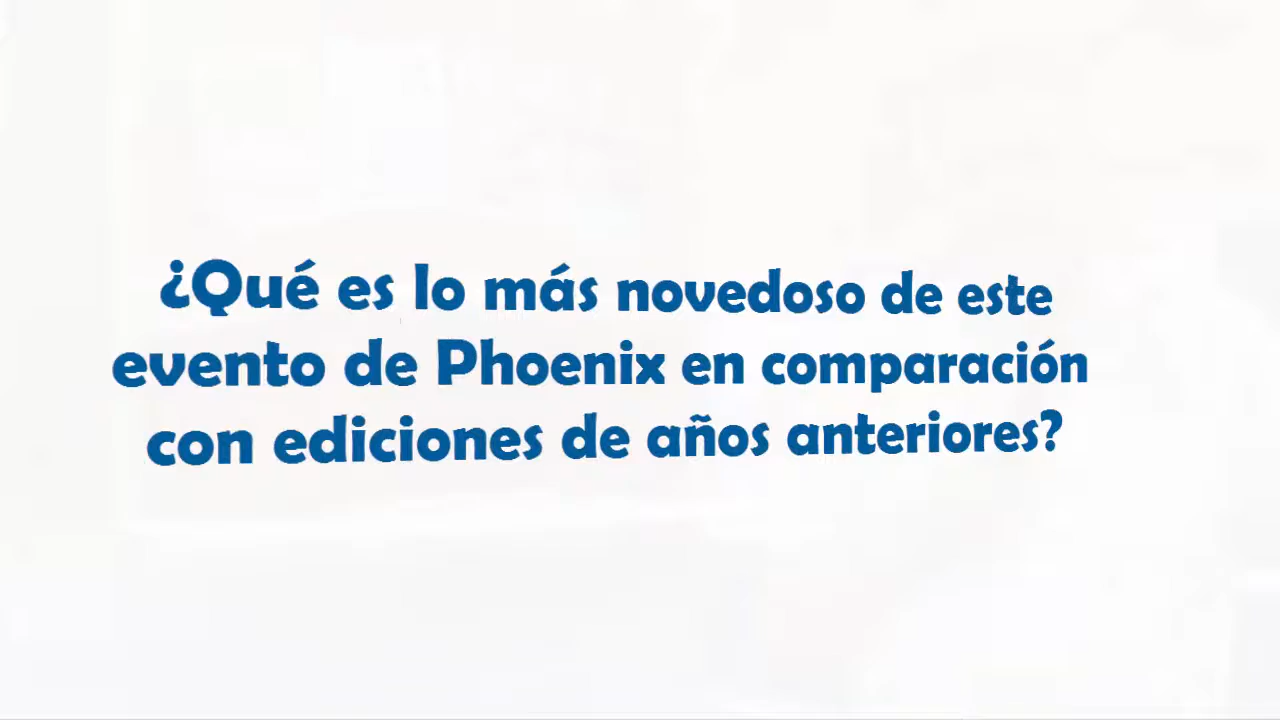 ¿Qué es lo más novedoso de este
evento de Phoenix en comparación
con ediciones de años anteriores?